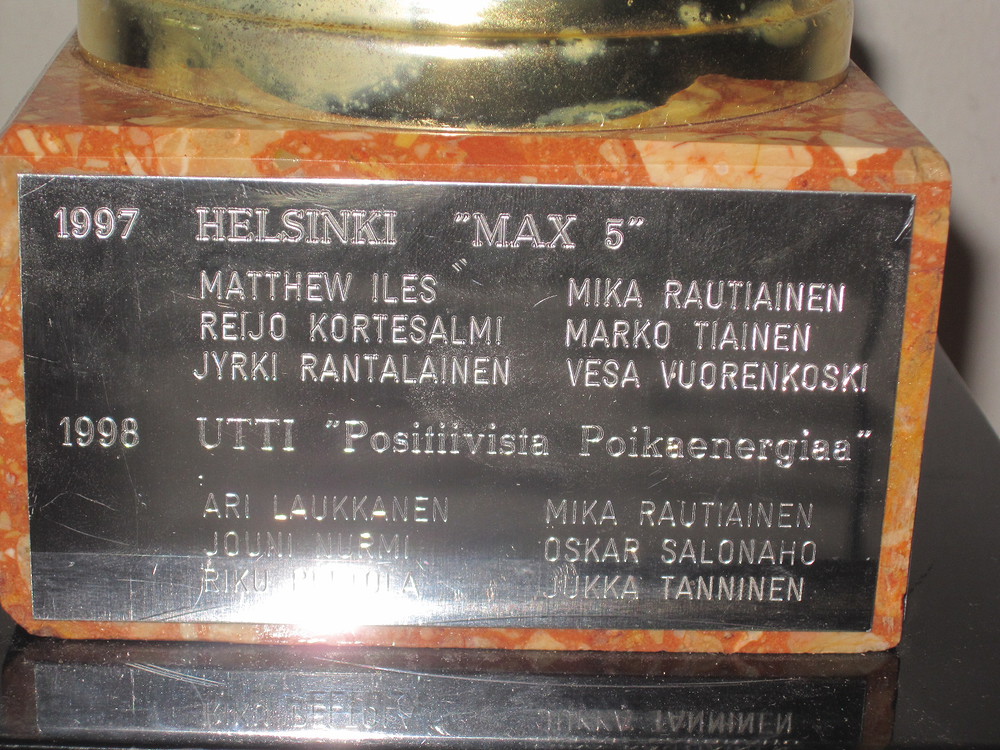 1997 HELSINKI "MAX 5"
MATTHEW ILES MIKA RAUTIAINEN
REIJO KORTESALMI MARKO TIAINEN
JYRKI RANTALAINEN VESA VUORENKOSKI
1998 UTTI "Positiivista Poikaenergiaa"
ARI LAUKKANEN MIKA RAUTIAINEN
JOUNI NURMI OSKAR SALONAHO
RIKU JUKKA TANNINEN